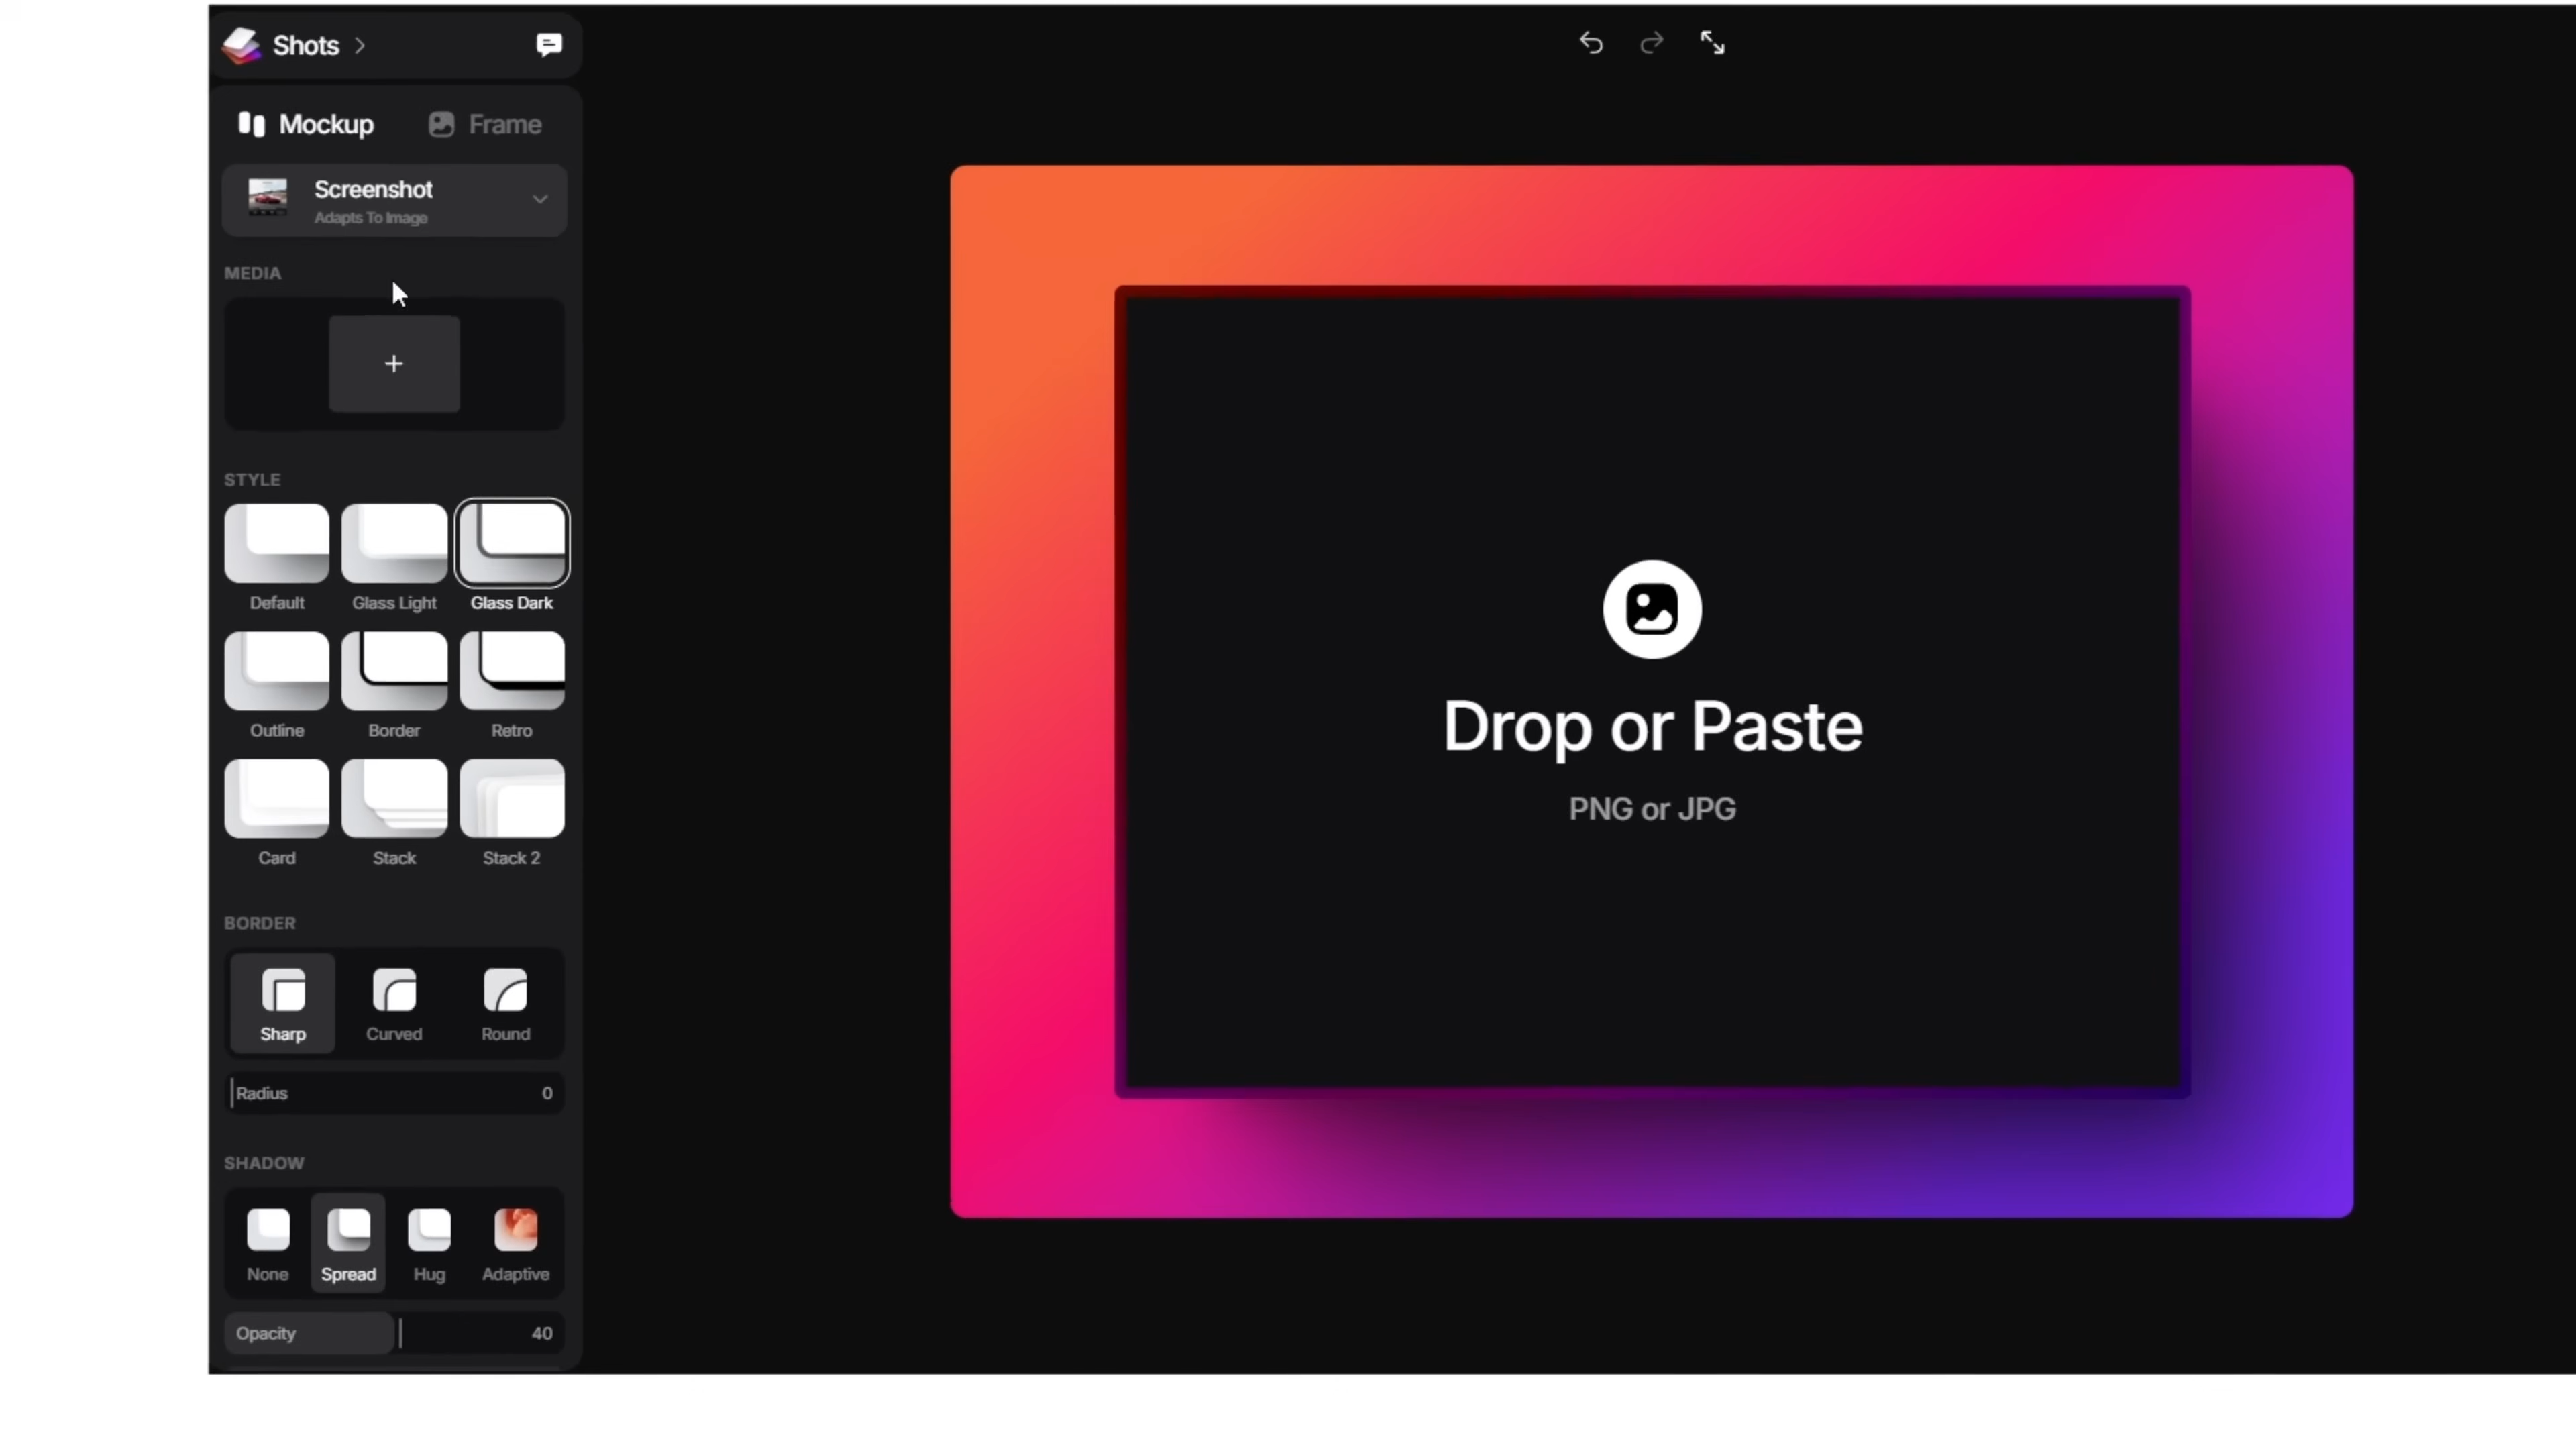 Shots
Mockup
Frame
Screenshot
Adapts To Image
MEDIA
STYLE
Default
Glass Light
Glass Dark
Outline
Border
Retro
Card
Stack
Stack 2
BORDER
Sharp
Curved
Round
Radius 0
SHADOW
None
Spread
Hug
Adaptive
Opacity 40
Drop or Paste
PNG or JPG